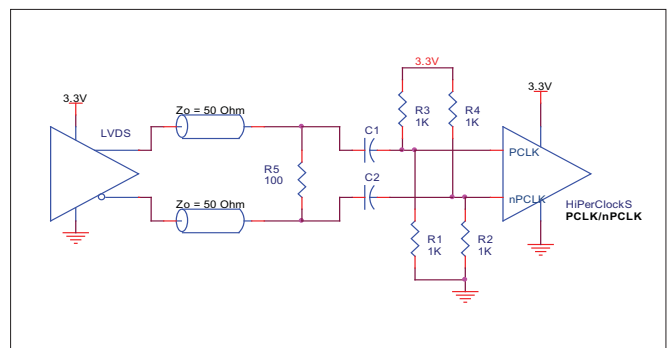 3.3V
3.3V
3.3V
Zo = 50 Ohm
LVDS
R3
1K
R4
1K
C1
PCLK
R5
100
C2
Zo = 50 Ohm
nPCLK
HiPerClockS
PCLK/nPCLK
R1
1K
R2
1K